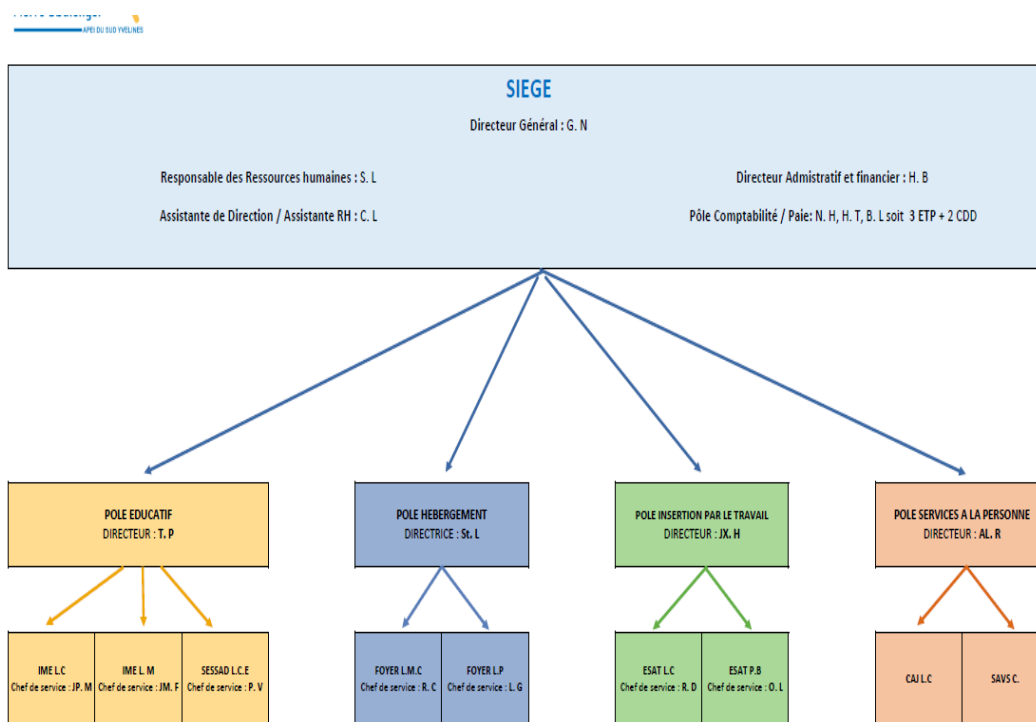 APEI DU SUD YVELINES
SIEGE
Directeur Général : G. N
Responsable des Ressources humaines : S. L
Directeur Admistratif et financier : H. B
Assistante de Direction / Assistante RH : C. L
Pôle Comptabilité / Paie: N. H, H. T, B. L soit 3 ETP + 2 CDD
POLE EDUCATIF
DIRECTEUR : T. P
POLE HEBERGEMENT
DIRECTRICE : St. L
POLE INSERTION PAR LE TRAVAIL
DIRECTEUR : JX. H
POLE SERVICES A LA PERSONNE
DIRECTEUR : AL. R
IME L.C
Chef de service : JP. M
IME L. M
Chef de service : JM. F
SESSAD L.C.E
Chef de service : P. V
FOYER L.M.C
Chef de service : R. C
FOYER L.P
Chef de service : L. G
ESAT L.C
Chef de service : R. D
ESAT P.B
Chef de service : O. L
CAJ L.C
SAVS C.